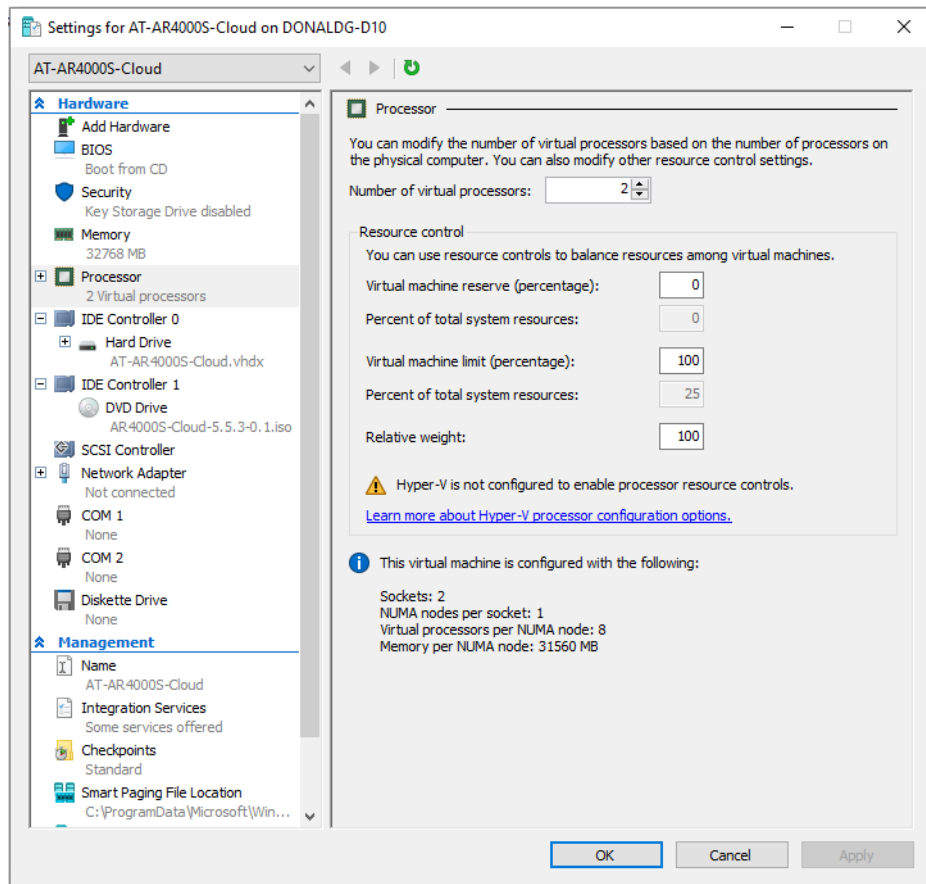 Settings for AT-AR4000S-Cloud on DONALDG-D10
AT-AR4000S-Cloud
Hardware
Add Hardware
BIOS
Boot from CD
Security
Key Storage Drive disabled
Memory
32768 MB
Processor
2 Virtual processors
IDE Controller 0
Hard Drive
AT-AR4000S-Cloud.vhdx
IDE Controller 1
DVD Drive
AR4000S-Cloud-5.5.3-0.1.iso
SCSI Controller
Network Adapter
Not connected
COM 1
None
COM 2
None
Diskette Drive
None
Management
Name
AT-AR4000S-Cloud
Integration Services
Some services offered
Checkpoints
Standard
Smart Paging File Location
C:\ProgramData\Microsoft\Win...
Processor
You can modify the number of virtual processors based on the number of processors on
the physical computer. You can also modify other resource control settings.
Number of virtual processors: 2
Resource control
You can use resource controls to balance resources among virtual machines.
Virtual machine reserve (percentage): 0
Percent of total system resources: 0
Virtual machine limit (percentage): 100
Percent of total system resources: 25
Relative weight: 100
Hyper-V is not configured to enable processor resource controls.
Learn more about Hyper-V processor configuration options.
This virtual machine is configured with the following:
Sockets: 2
NUMA nodes per socket: 1
Virtual processors per NUMA node: 8
Memory per NUMA node: 31560 MB
OK
Cancel
Apply